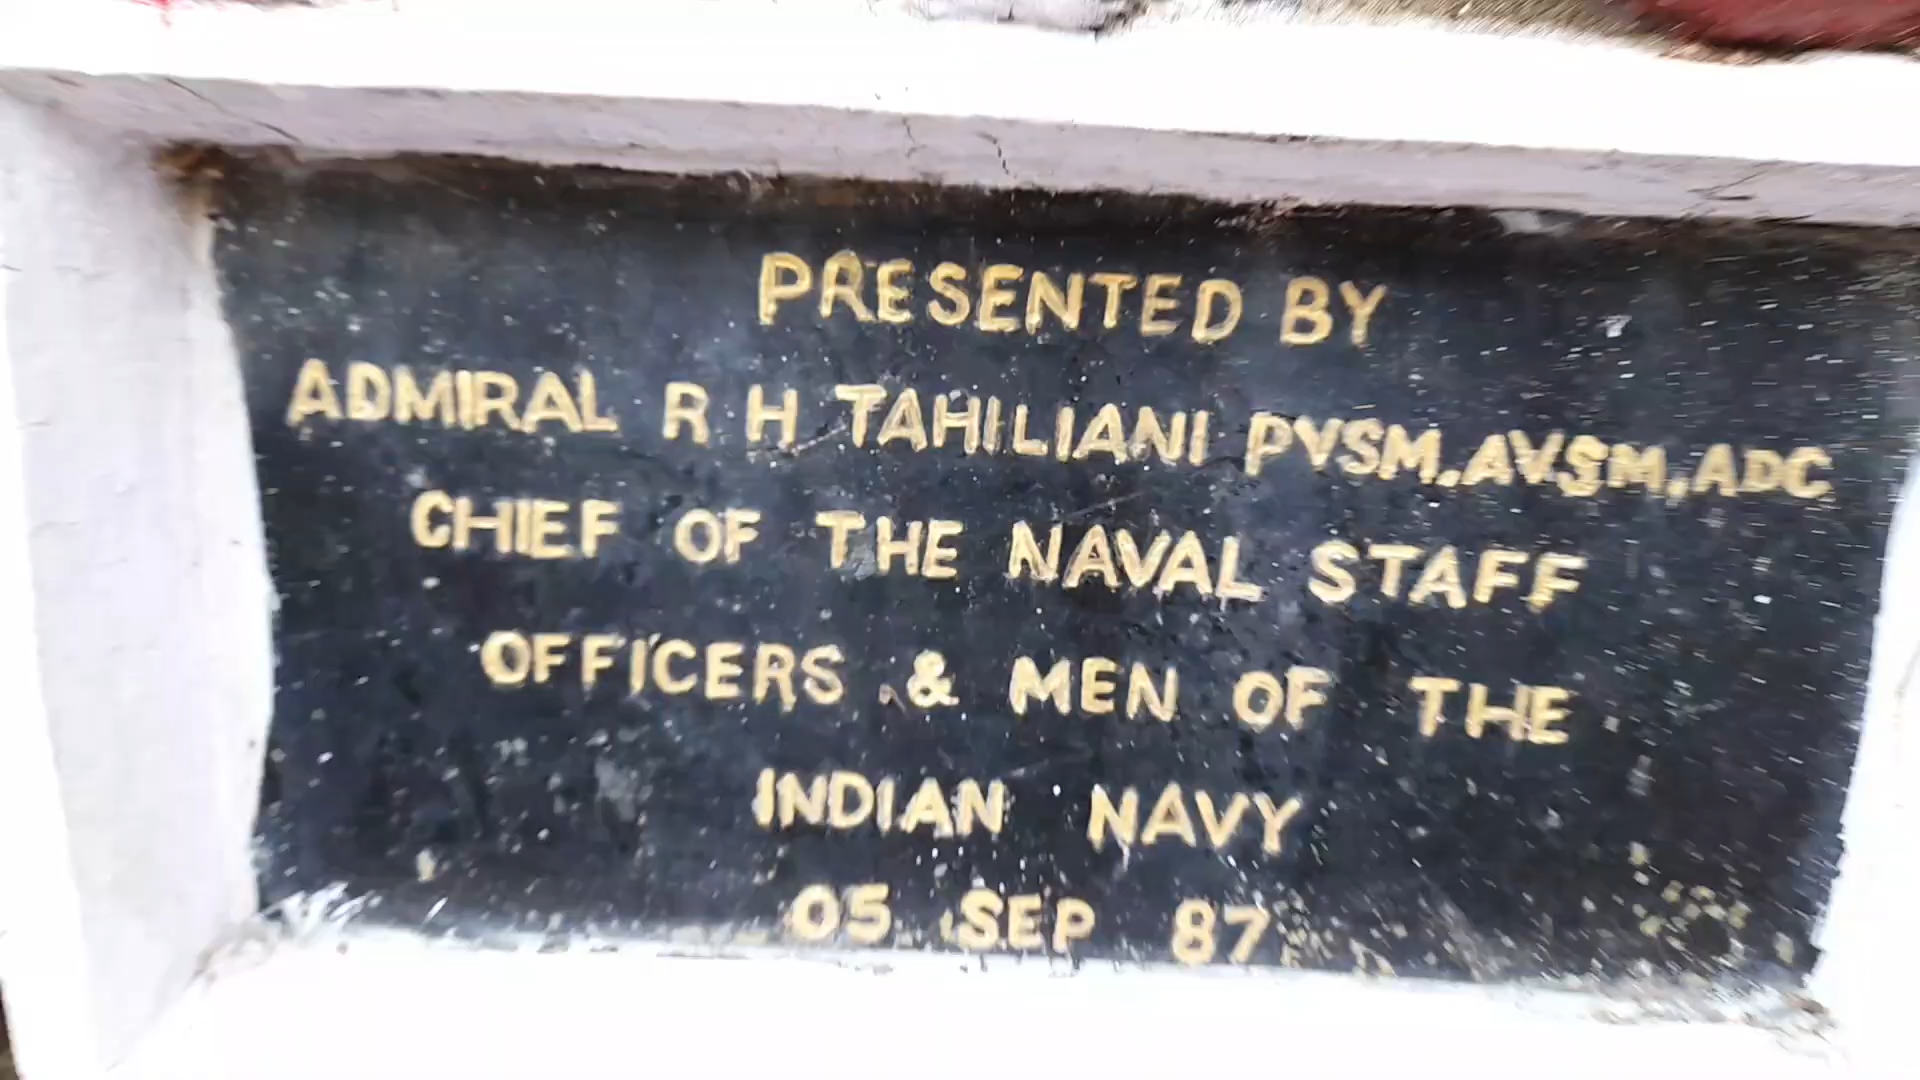 PRESENTED BY
ADMIRAL R H TAHILIANI PVSM,AVSM,ADC
CHIEF OF THE NAVAL STAFF
OFFICERS & MEN OF THE
INDIAN NAVY
05 SEP 87